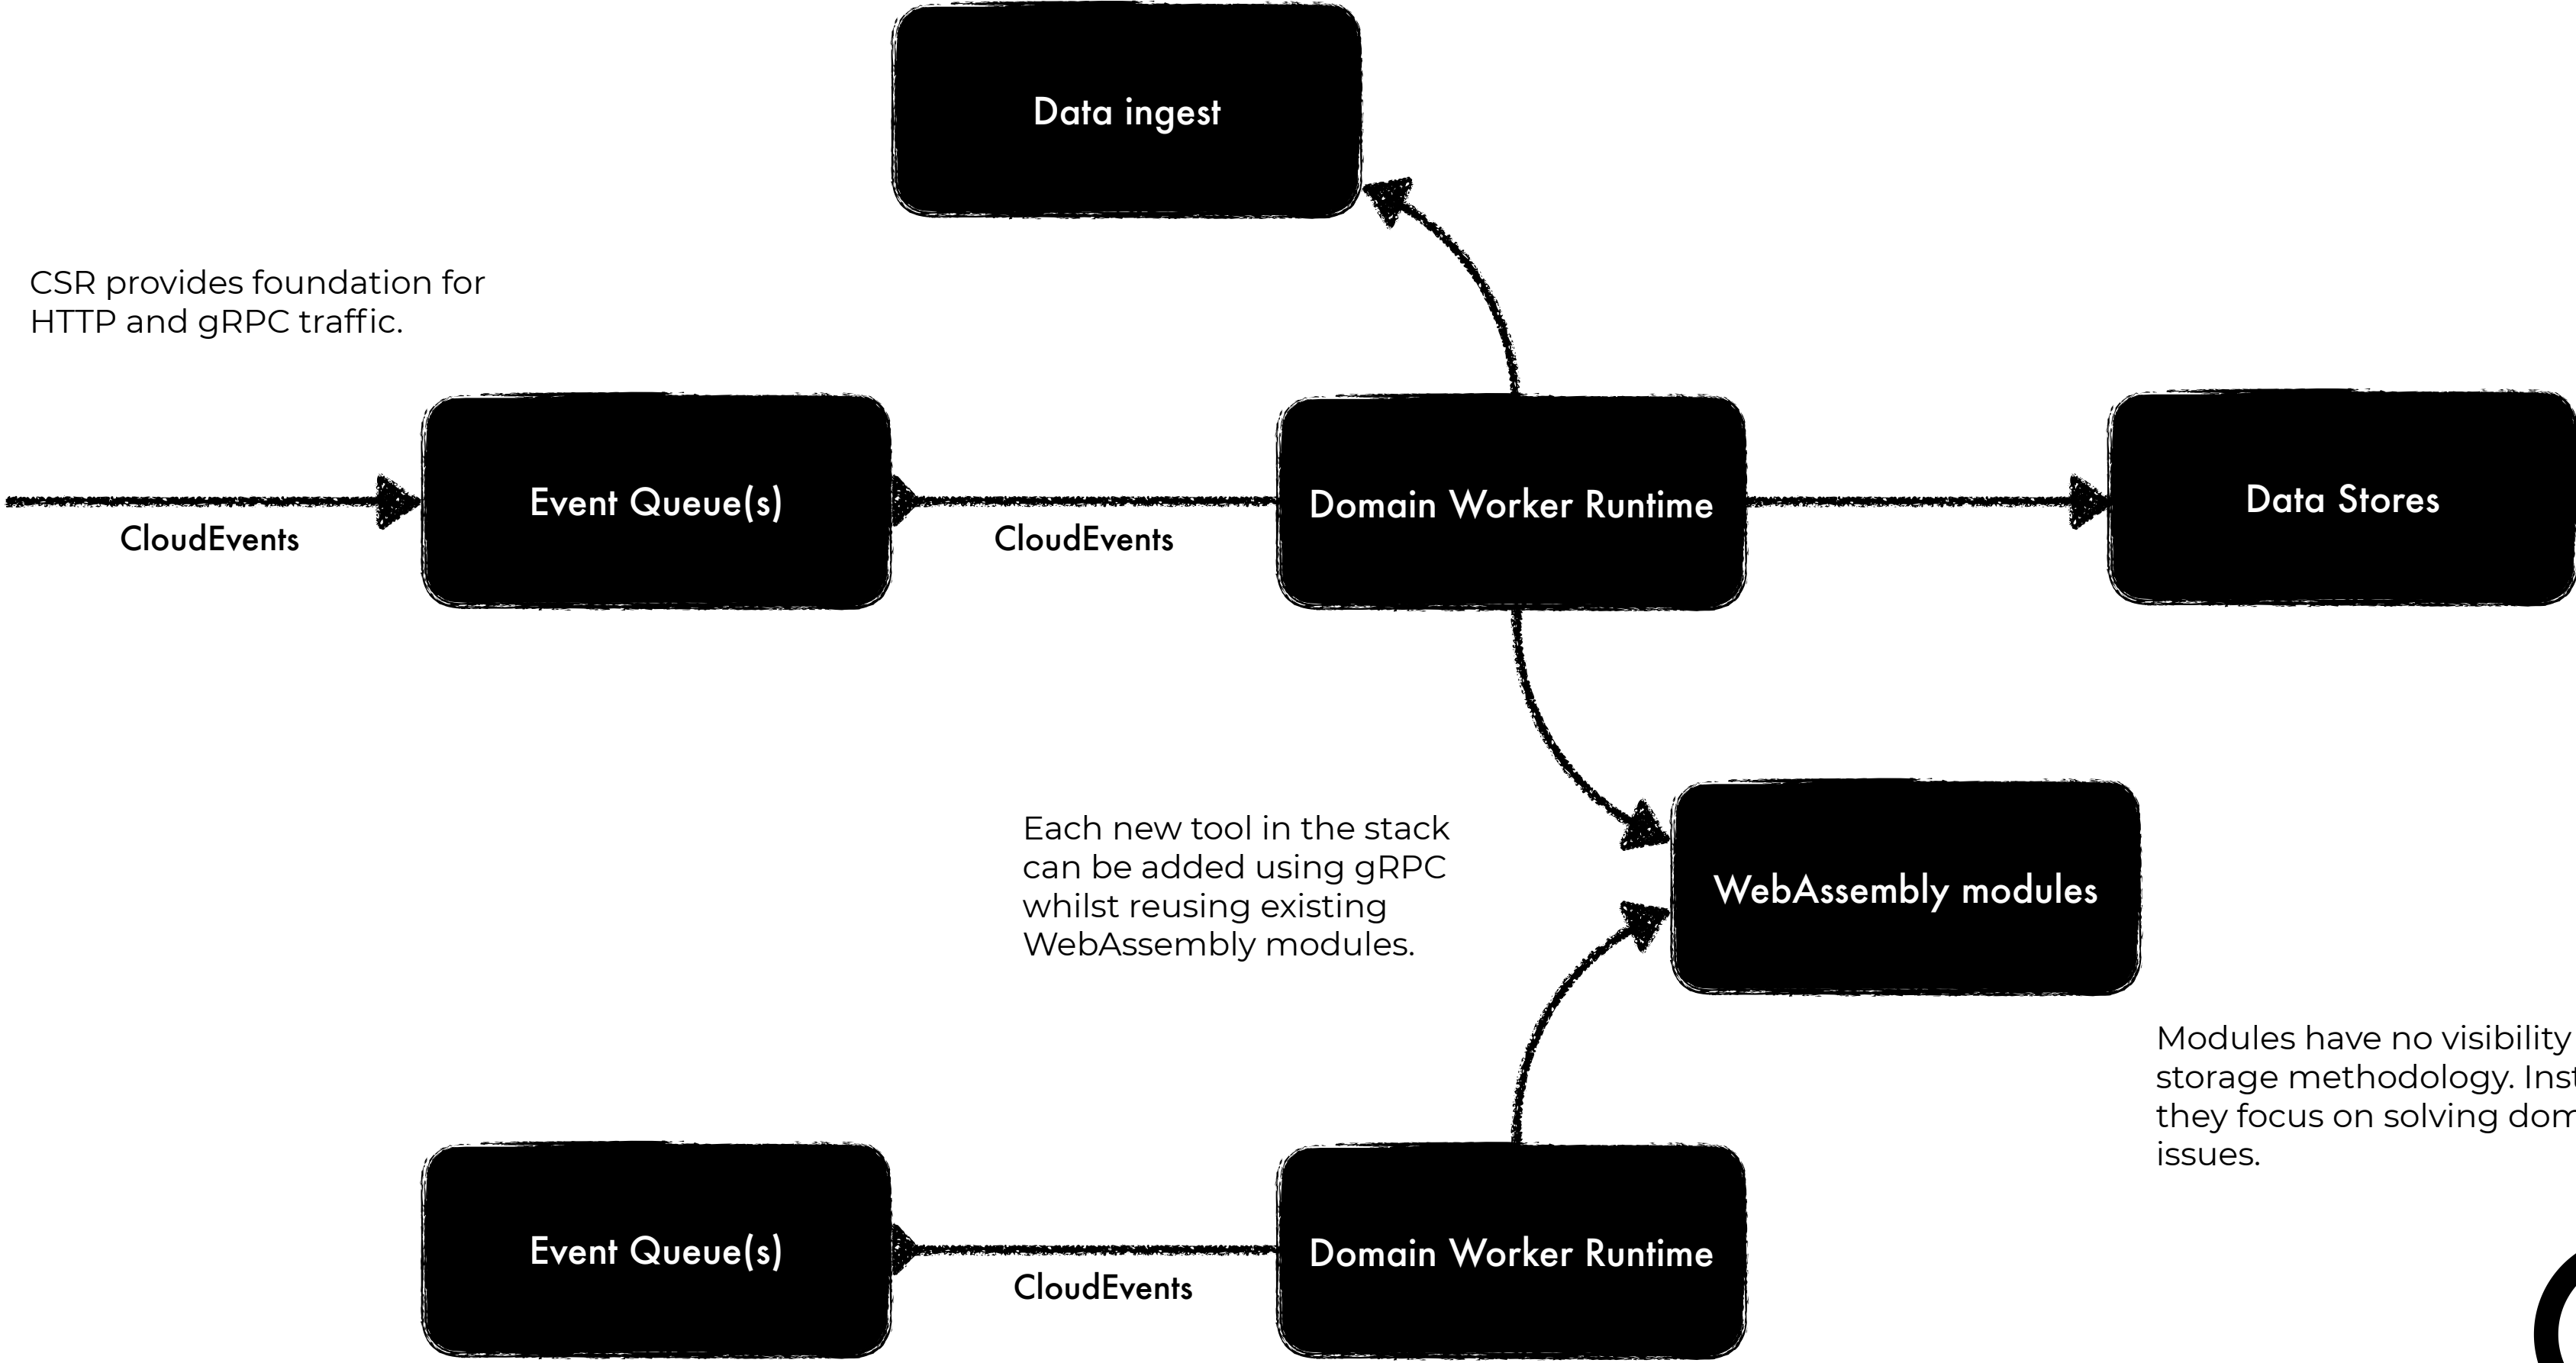 Data ingest
CSR provides foundation for
HTTP and gRPC traffic.
Event Queue(s)
Domain Worker Runtime
Data Stores
CloudEvents
CloudEvents
Each new tool in the stack
can be added using gRPC
whilst reusing existing
WebAssembly modules.
WebAssembly modules
Modules have no visibility
storage methodology.
they focus on solving
issues.
Event Queue(s)
Domain Worker Runtime
CloudEvents